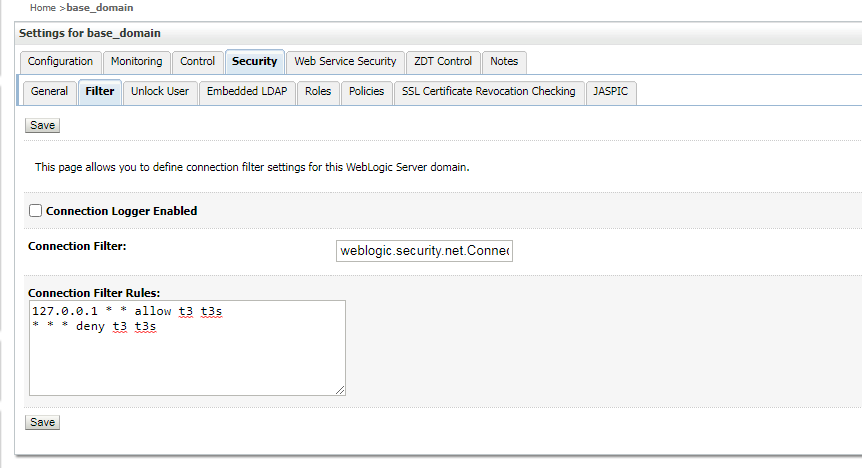 Home >base_domain
Settings for base_domain
Configuration Monitoring Control Security Web Service Security ZDT Control Notes
General Filter Unlock User Embedded LDAP Roles Policies SSL Certificate Revocation Checking JASPIC
Save
This page allows you to define connection filter settings for this WebLogic Server domain.
Connection Logger Enabled
Connection Filter: weblogic.security.net.Connec
Connection Filter Rules:
127.0.0.1 * * allow t3 t3s
* * * deny t3 t3s
Save